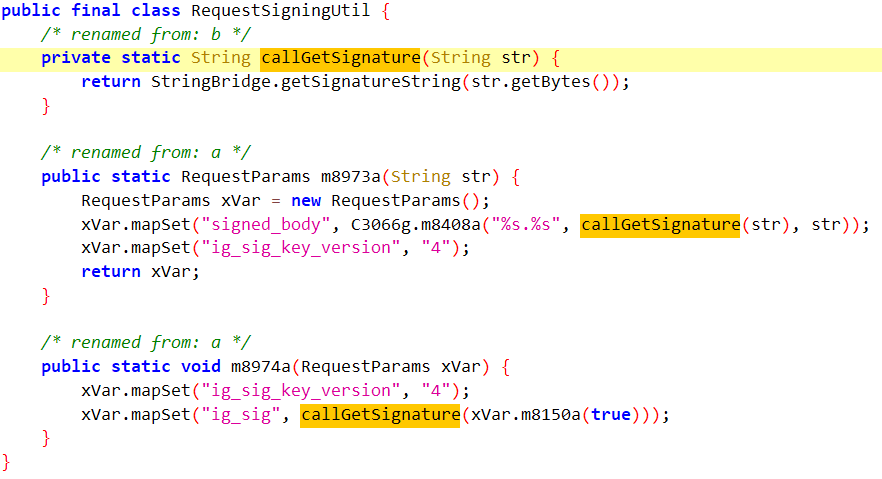 public final class RequestSigningUtil {
    /* renamed from: b */
    private static String callGetSignature(String str) {
        return StringBridge.getSignatureString(str.getBytes());
    }

    /* renamed from: a */
    public static RequestParams m8973a(String str) {
        RequestParams xVar = new RequestParams();
        xVar.mapSet("signed_body", C3066g.m8408a("%s.%s", callGetSignature(str), str));
        xVar.mapSet("ig_sig_key_version", "4");
        return xVar;
    }

    /* renamed from: a */
    public static void m8974a(RequestParams xVar) {
        xVar.mapSet("ig_sig_key_version", "4");
        xVar.mapSet("ig_sig", callGetSignature(xVar.m8150a(true)));
    }
}